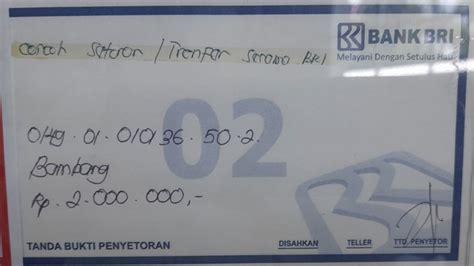 BANK BRI
Melayani Dengan Setulus Hati
Contoh Setoran / Tranfer Sesama BRI
02
0149.01.010136.50.2.
Bambang
Rp. 2.000.000,-
TANDA BUKTI PENYETORAN DISAHKAN TELLER TTD. PENYETOR